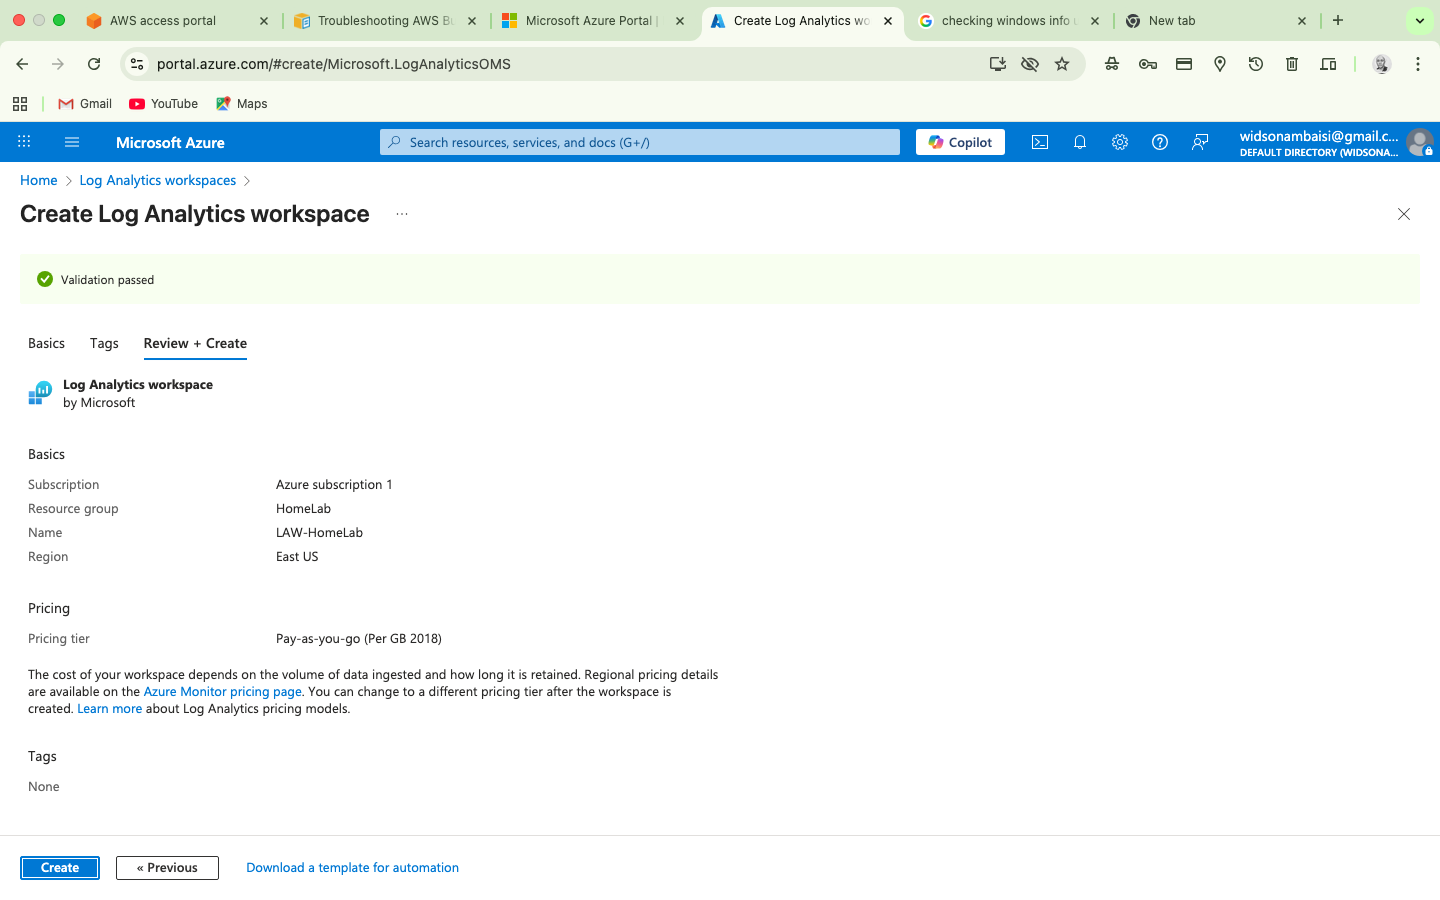 AWS access portal
Troubleshooting AWS Bu
Microsoft Azure Portal |
Create Log Analytics wo
checking windows info u
New tab
portal.azure.com/#create/Microsoft.LogAnalyticsOMS
Gmail
YouTube
Maps
Microsoft Azure
Search resources, services, and docs (G+/)
Copilot
widsonambaisi@gmail.c...
DEFAULT DIRECTORY (WIDSONA...
Home > Log Analytics workspaces >
Create Log Analytics workspace ...
Validation passed
Basics Tags Review + Create
Log Analytics workspace
by Microsoft
Basics
Subscription Azure subscription 1
Resource group HomeLab
Name LAW-HomeLab
Region East US
Pricing
Pricing tier Pay-as-you-go (Per GB 2018)
The cost of your workspace depends on the volume of data ingested and how long it is retained. Regional pricing details
are available on the Azure Monitor pricing page. You can change to a different pricing tier after the workspace is
created. Learn more about Log Analytics pricing models.
Tags
None
Create
« Previous
Download a template for automation